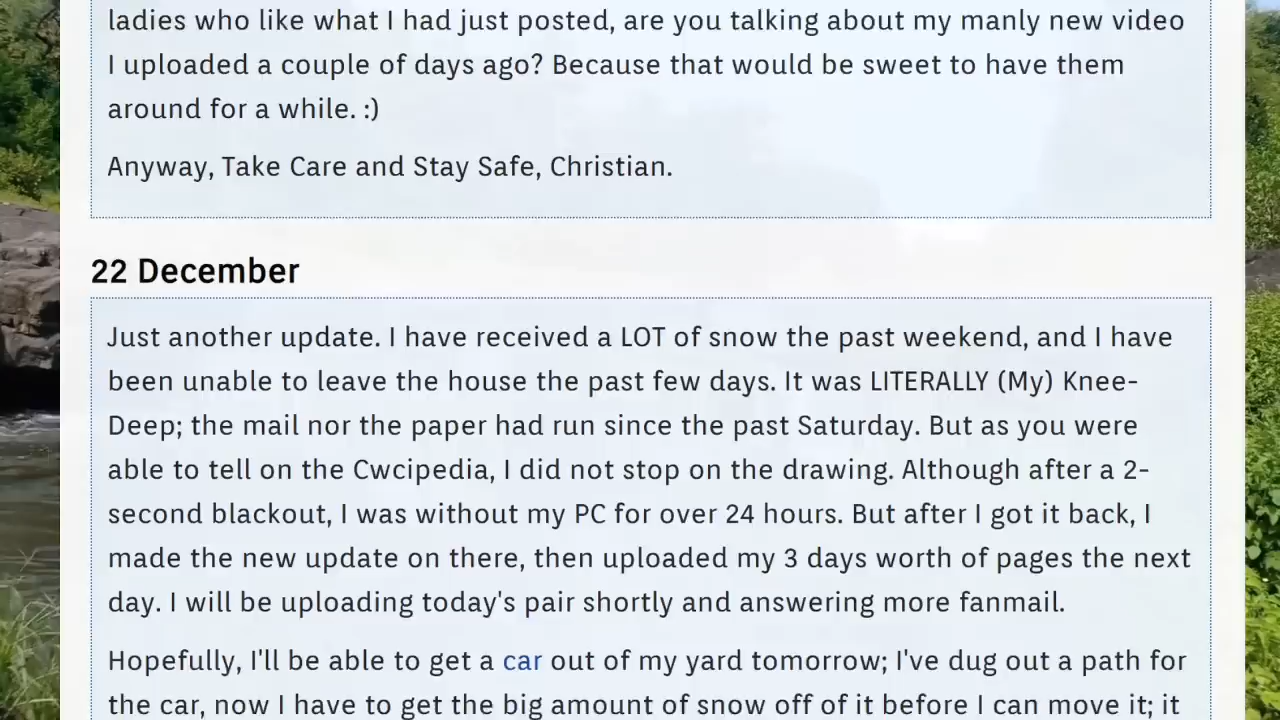 ladies who like what I had just posted, are you talking about my manly new video
I uploaded a couple of days ago? Because that would be sweet to have them
around for a while. :)
Anyway, Take Care and Stay Safe, Christian.
22 December
Just another update. I have received a LOT of snow the past weekend, and I have
been unable to leave the house the past few days. It was LITERALLY (My) Knee-
Deep; the mail nor the paper had run since the past Saturday. But as you were
able to tell on the Cwcipedia, I did not stop on the drawing. Although after a 2-
second blackout, I was without my PC for over 24 hours. But after I got it back, I
made the new update on there, then uploaded my 3 days worth of pages the next
day. I will be uploading today's pair shortly and answering more fanmail.
Hopefully, I'll be able to get a car out of my yard tomorrow; I've dug out a path for
the car, now I have to get the big amount of snow off of it before I can move it; it